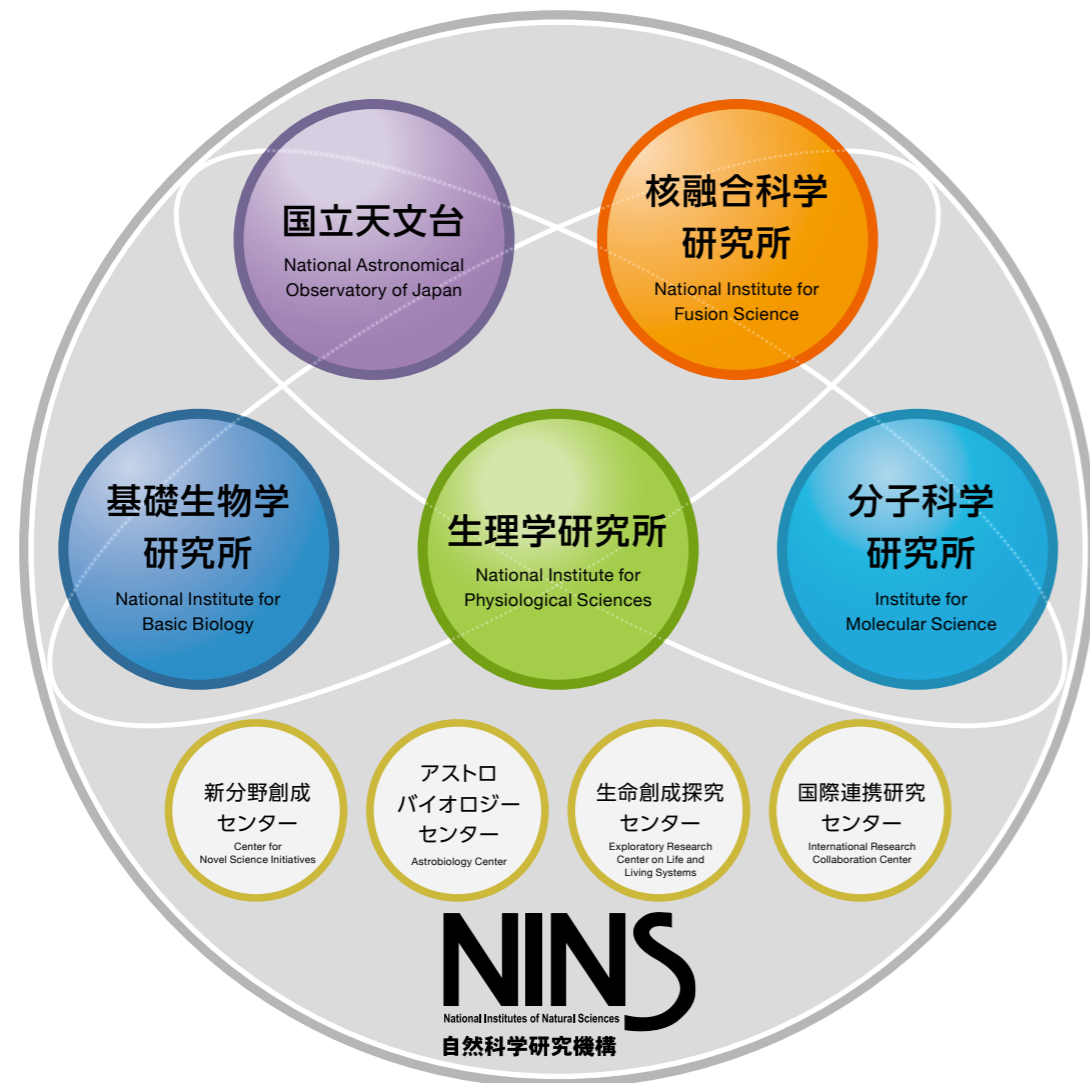 国立天文台
National Astronomical
Observatory of Japan
核融合科学
研究所
National Institute for
Fusion Science
基礎生物学
研究所
National Institute for
Basic Biology
生理学研究所
National Institute for
Physiological Sciences
分子科学
研究所
Institute for
Molecular Science
新分野創成
センター
Center for
Novel Science Initiatives
アストロ
バイオロジー
センター
Astrobiology Center
生命創成探究
センター
Exploratory Research
Center on Life and
Living Systems
国際連携研究
センター
International Research
Collaboration Center
NINS
National Institutes of Natural Sciences
自然科学研究機構